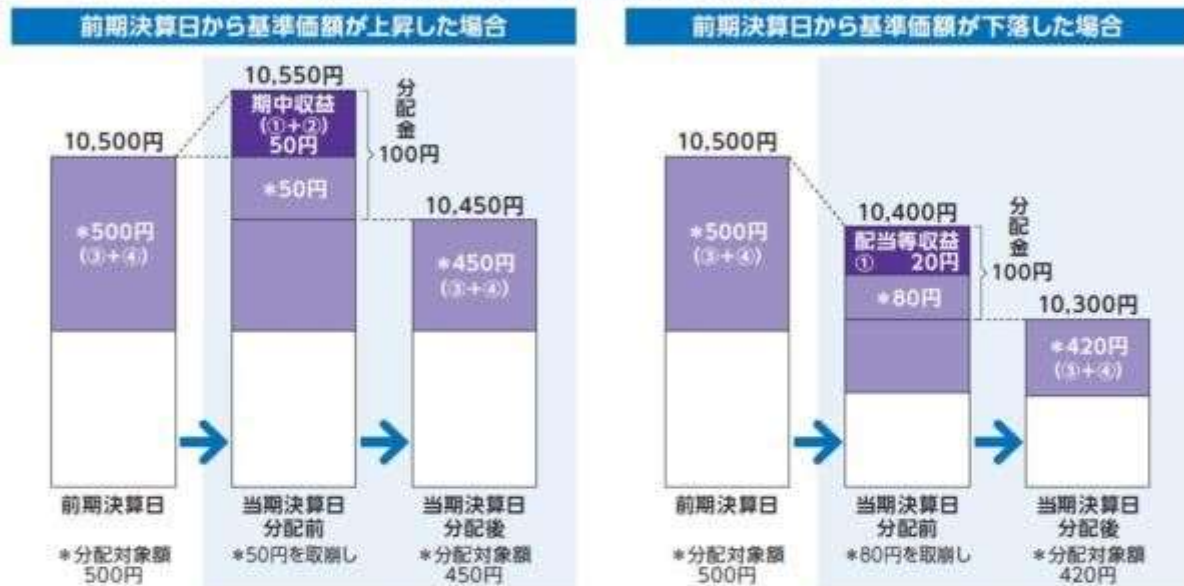 前期決算日から基準価額が上昇した場合
10,550円
期中収益
(①+②)
50円
分配金
100円
10,500円
*50円
10,450円
*500円
(③+④)
*450円
(③+④)
前期決算日
当期決算日
分配前
当期決算日
分配後
*分配対象額
500円
*50円を取崩し
*分配対象額
450円
前期決算日から基準価額が下落した場合
10,500円
10,400円
配当等収益
① 20円
分配金
100円
*500円
(③+④)
*80円
10,300円
*420円
(③+④)
前期決算日
当期決算日
分配前
当期決算日
分配後
*分配対象額
500円
*80円を取崩し
*分配対象額
420円